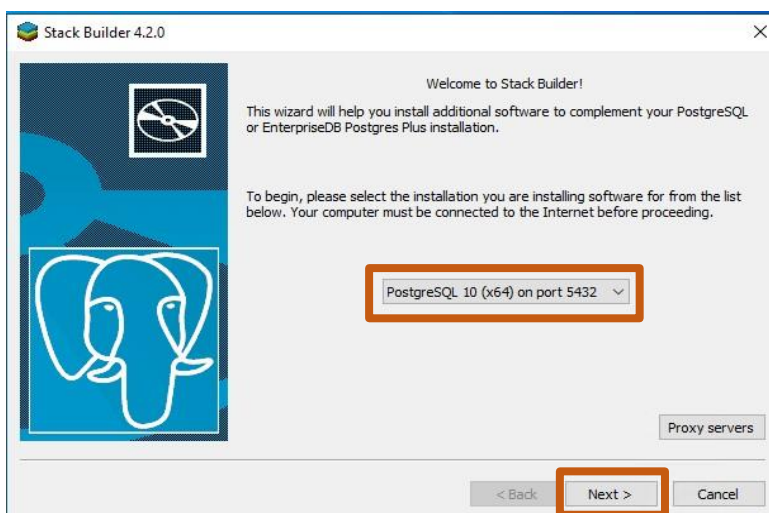 Stack Builder 4.2.0
Welcome to Stack Builder!
This wizard will help you install additional software to complement your PostgreSQL
or EnterpriseDB Postgres Plus installation.
To begin, please select the installation you are installing software for from the list
below. Your computer must be connected to the Internet before proceeding.
PostgreSQL 10 (x64) on port 5432
Proxy servers
< Back Next > Cancel